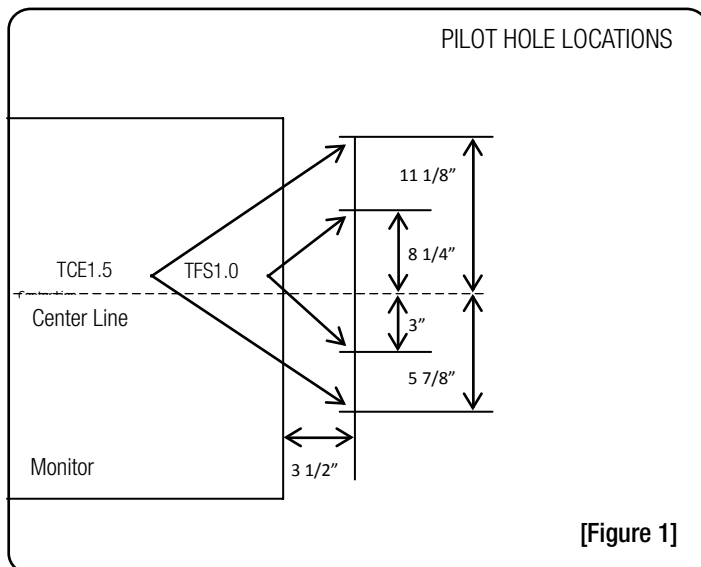 PILOT HOLE LOCATIONS
11 1/8”
8 1/4”
TCE1.5 TFS1.0
Center Line
3”
5 7/8”
Monitor
3 1/2”
[Figure 1]